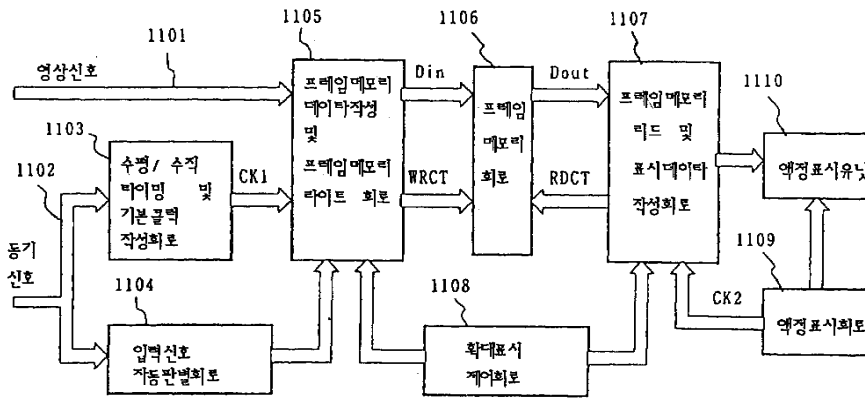 1101
영상신호
1102
동기
신호
1103
수평/ 수직
타이밍 및
기본클럭
작성회로
CK1
1104
입력신호
자동판별회로
1105
프레임메모리
데이타작성
및
프레임메모리
라이트 회로
Din
WRCT
1106
프레임
메모리
회로
Dout
RDCT
1107
프레임메모리
리드 및
표시데이타
작성회로
1108
확대표시
제어회로
CK2
1109
액정표시회로
1110
액정표시유닛